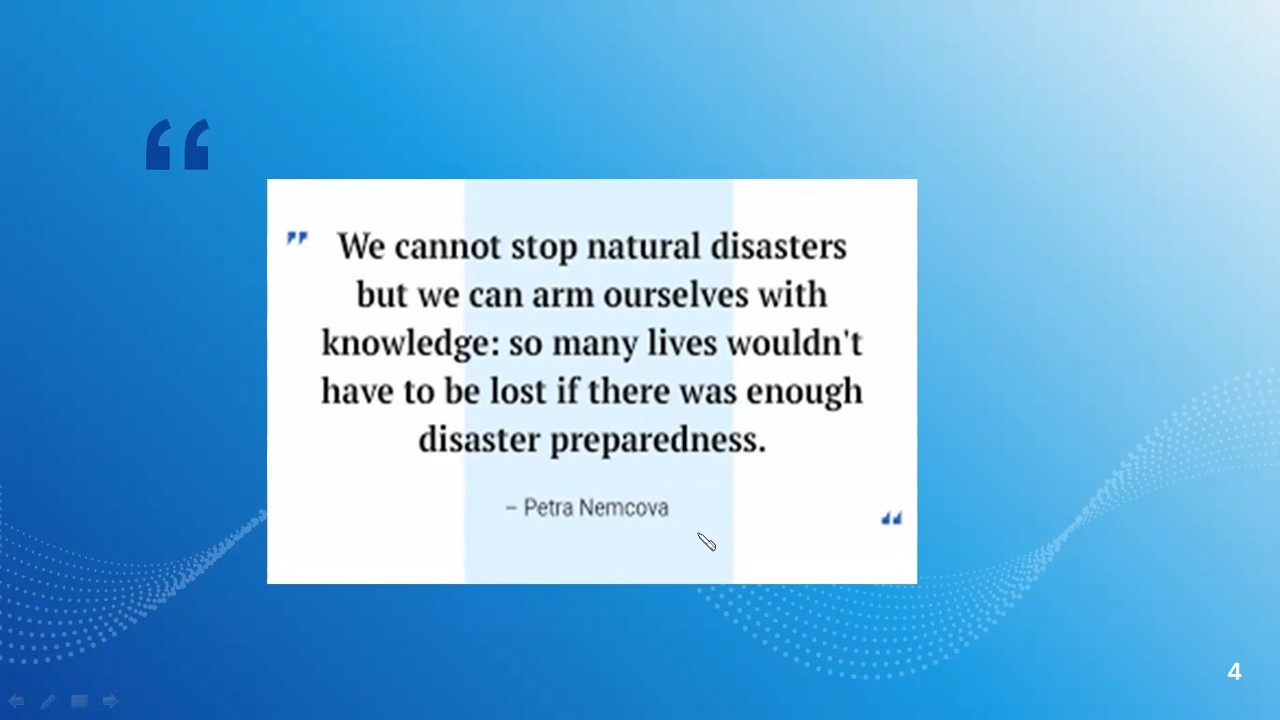 “
" We cannot stop natural disasters
but we can arm ourselves with
knowledge: so many lives wouldn't
have to be lost if there was enough
disaster preparedness.
– Petra Nemcova
"
4